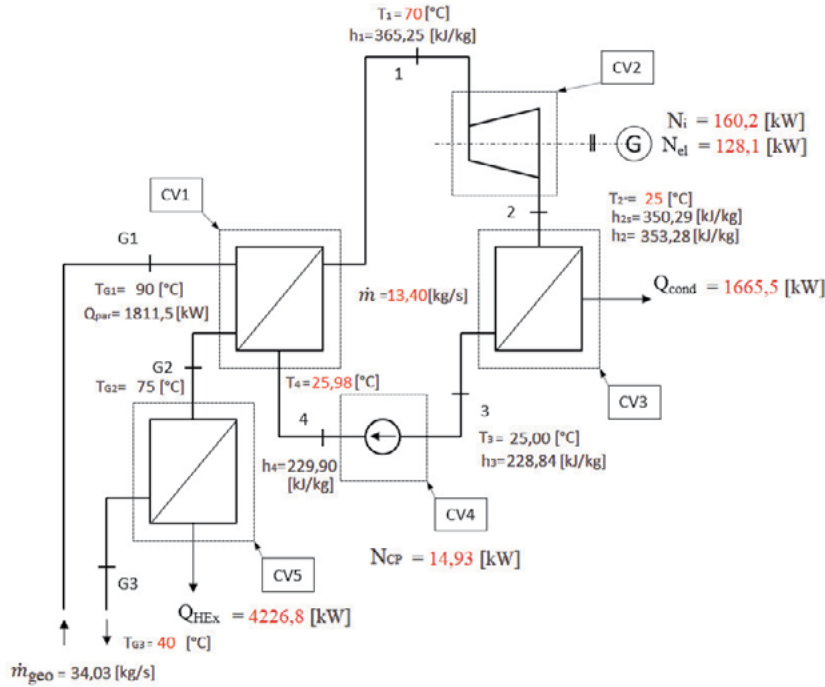 T₁= 70 [°C]
h₁=365,25 [kJ/kg]
1
CV2
Nᵢ = 160,2 [kW]
G
Nₑₗ = 128,1 [kW]
CV1
2
T₂₌= 25 [°C]
h₂ₛ= 350,29 [kJ/kg]
h₂= 353,28 [kJ/kg]
G1
T_G1= 90 [°C]
Q_par= 1811,5 [kW]
ṁ =13,40[kg/s]
Q_cond = 1665,5 [kW]
G2
T_G2= 75 [°C]
T₄=25,98 [°C]
4
3
CV3
T₃ = 25,00 [°C]
h₃= 228,84 [kJ/kg]
h₄=229,90
[kJ/kg]
CV4
N_CP = 14,93 [kW]
G3
CV5
Q_HEx = 4226,8 [kW]
T_G3= 40 [°C]
ṁ_geo = 34,03 [kg/s]